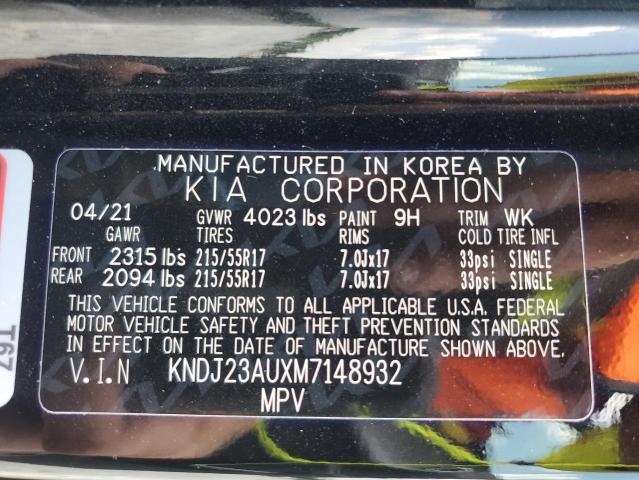 MANUFACTURED IN KOREA BY
KIA CORPORATION
04/21 GVWR 4023 lbs PAINT 9H TRIM WK
GAWR TIRES RIMS COLD TIRE INFL
FRONT 2315 lbs 215/55R17 7.0Jx17 33psi SINGLE
REAR 2094 lbs 215/55R17 7.0Jx17 33psi SINGLE
THIS VEHICLE CONFORMS TO ALL APPLICABLE U.S.A. FEDERAL
MOTOR VEHICLE SAFETY AND THEFT PREVENTION STANDARDS
IN EFFECT ON THE DATE OF MANUFACTURE SHOWN ABOVE.
V.I.N KNDJ23AUXM7148932
MPV